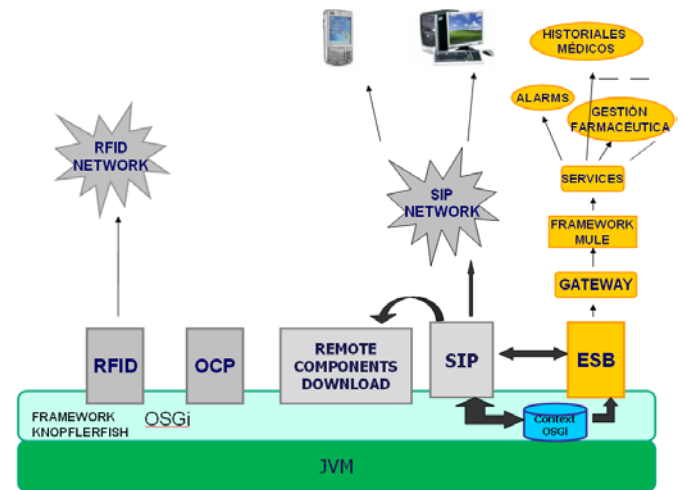 HISTORIALES
MÉDICOS
ALARMS
GESTIÓN
FARMACÉUTICA
RFID
NETWORK
SIP
NETWORK
SERVICES
FRAMEWORK
MULE
GATEWAY
RFID
OCP
REMOTE
COMPONENTS
DOWNLOAD
SIP
ESB
FRAMEWORK
KNOPFLERFISH
OSGi
Context
OSGi
JVM